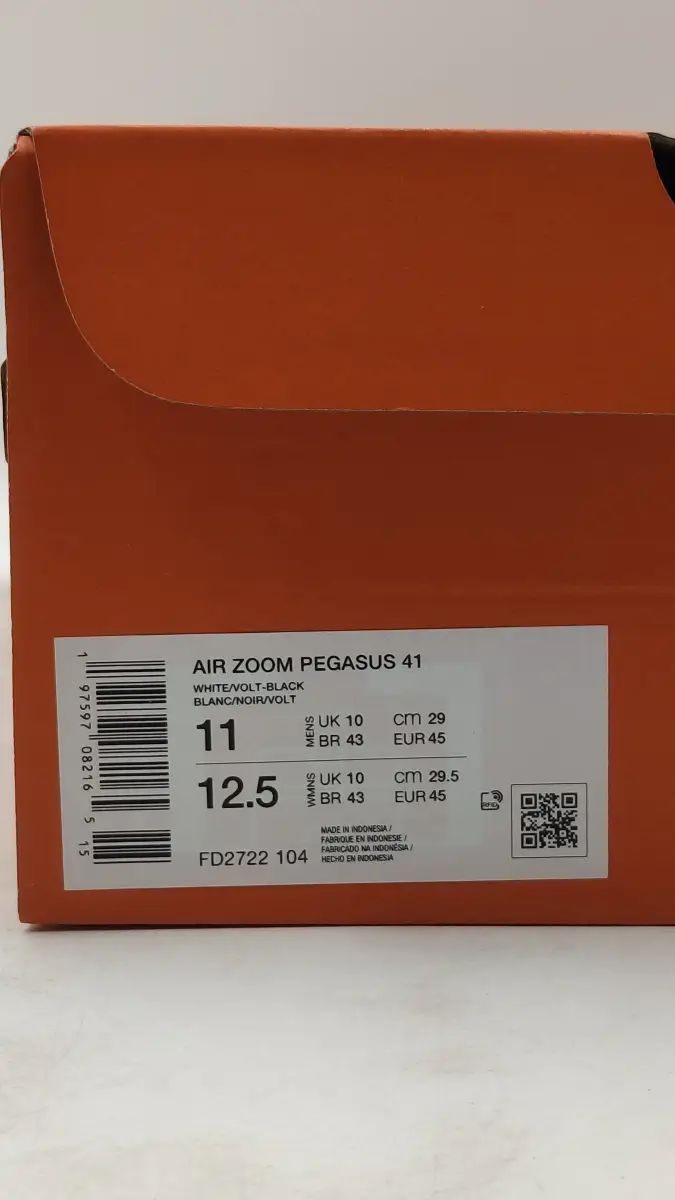 AIR ZOOM PEGASUS 41
WHITE/VOLT-BLACK
BLANC/NOIR/VOLT
11 MENS UK 10 cm 29
BR 43 EUR 45
12.5 WMNS UK 10 cm 29.5
BR 43 EUR 45
RFID
MADE IN INDONESIA /
FABRIQUE EN INDONESIE /
FABRICADO NA INDONÉSIA /
HECHO EN INDONESIA
FD2722 104
1 97597 08216 5 15